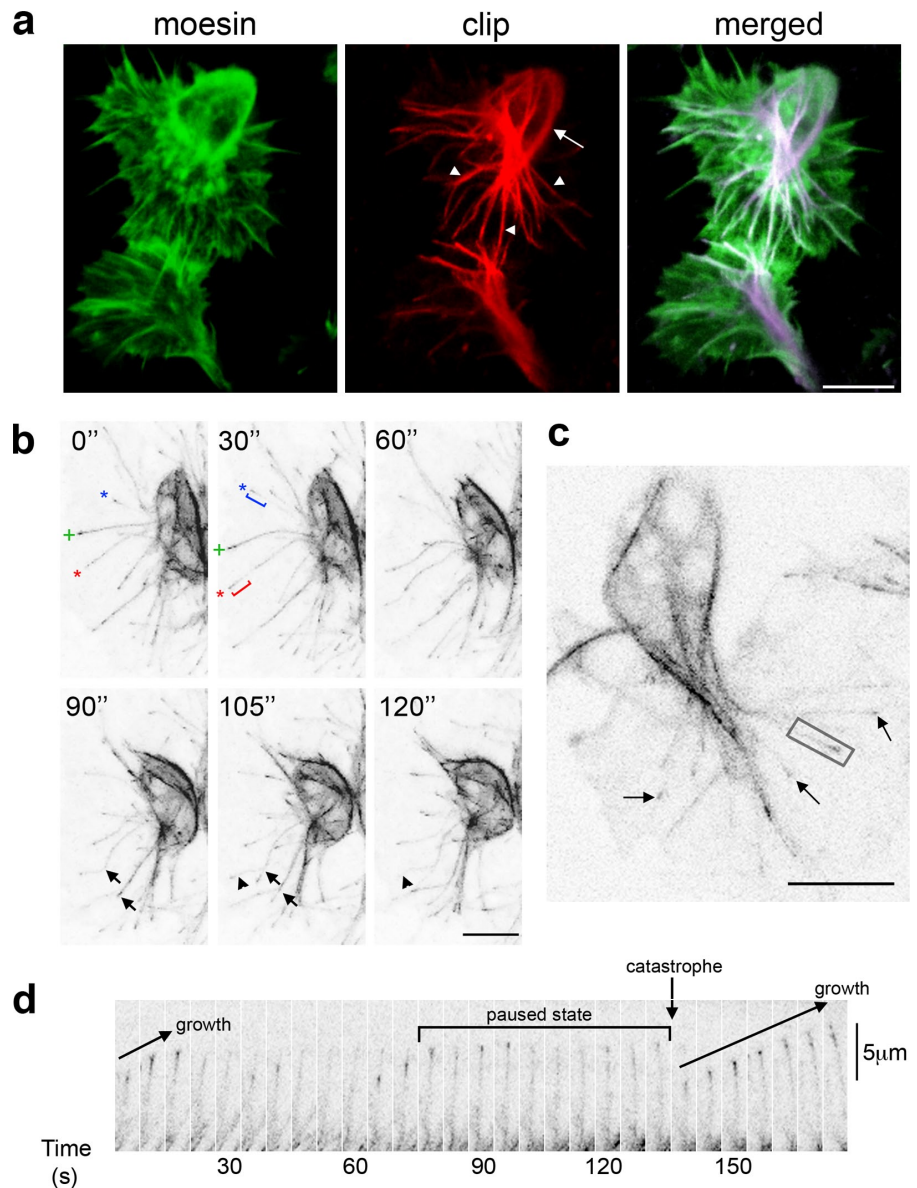 a
moesin clip merged
b
0’’ 30’’ 60’’
* * + + * *
90’’ 105’’ 120’’
c
d
catastrophe
growth paused state growth
5μm
Time
(s)
30 60 90 120 150